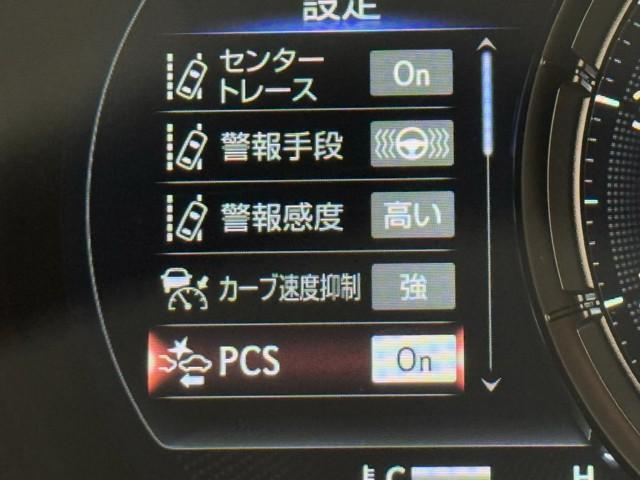 設定
センター
トレース
On
警報手段
警報感度
高い
カーブ速度抑制
強
PCS
On
C
H